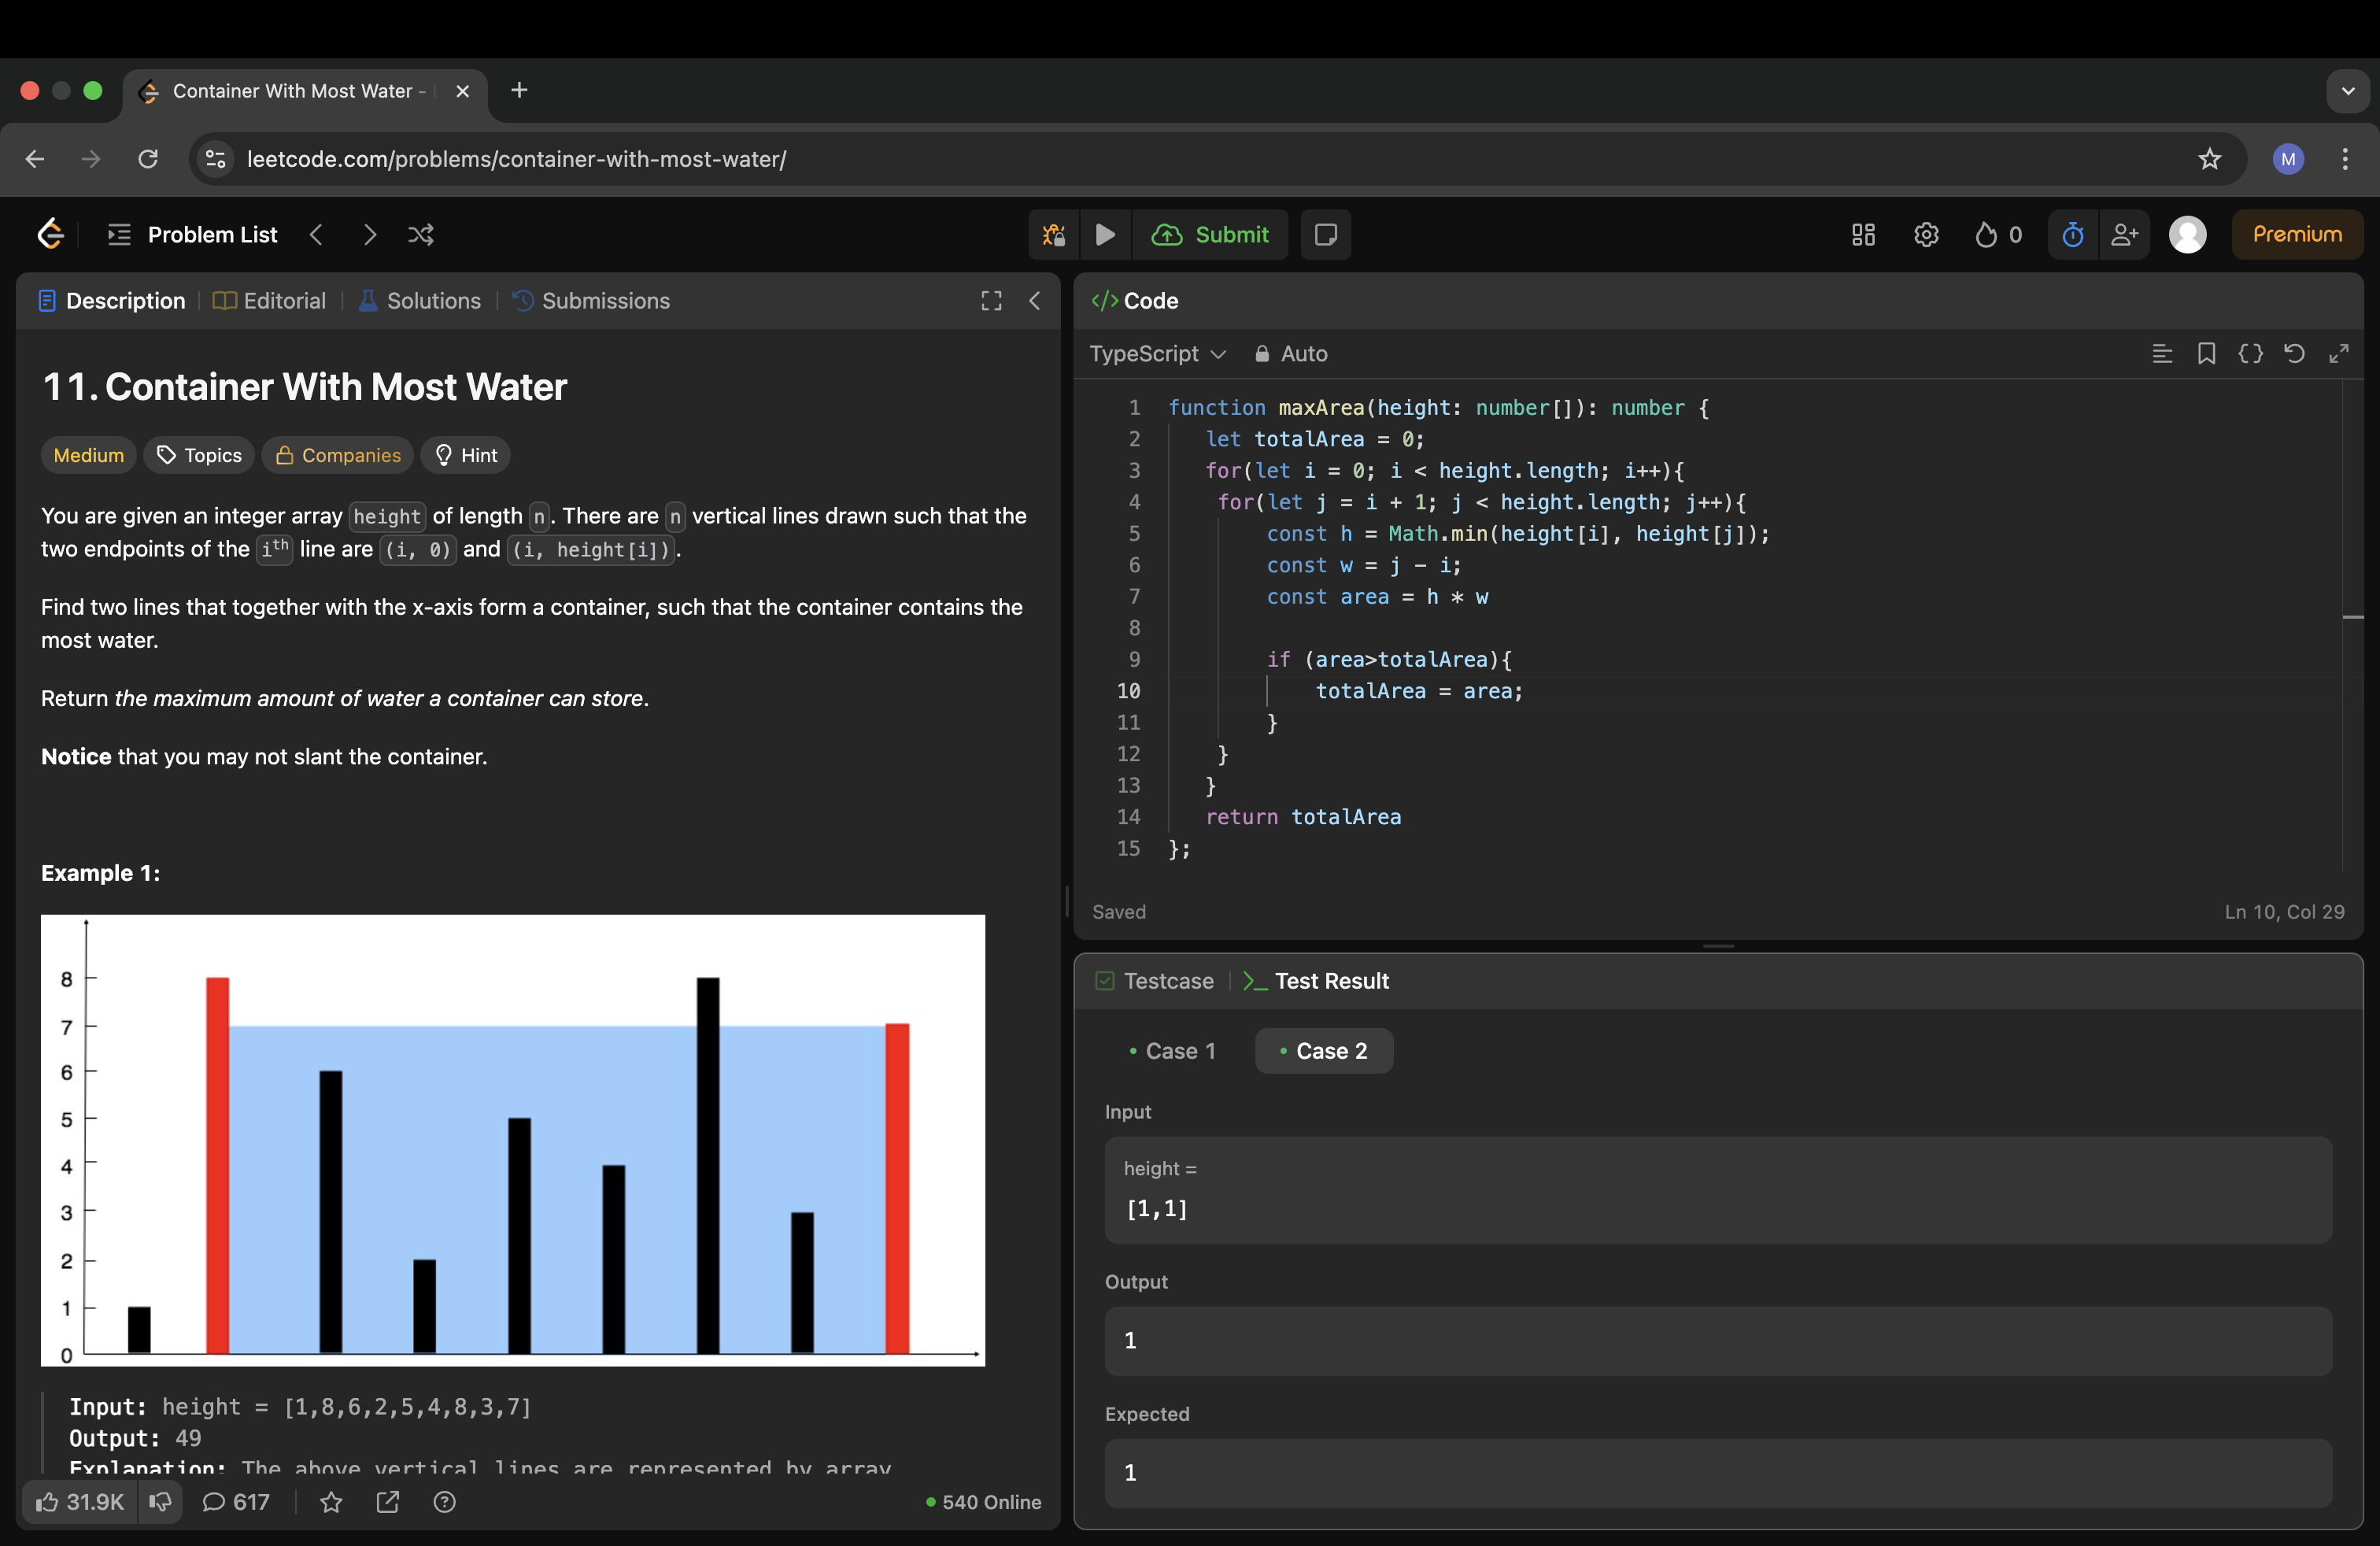 Container With Most Water -
leetcode.com/problems/container-with-most-water/
M
Problem List
Submit
0
Premium
Description
Editorial
Solutions
Submissions
11. Container With Most Water
Medium
Topics
Companies
Hint
You are given an integer array height of length n. There are n vertical lines drawn such that the
two endpoints of the ith line are (i, 0) and (i, height[i]).
Find two lines that together with the x-axis form a container, such that the container contains the
most water.
Return the maximum amount of water a container can store.
Notice that you may not slant the container.
Example 1:
8
7
6
5
4
3
2
1
0
Input: height = [1,8,6,2,5,4,8,3,7]
Output: 49
Explanation: The above vertical lines are represented by array
31.9K
617
540 Online
</> Code
TypeScript
Auto
1 function maxArea(height: number[]): number {
2 let totalArea = 0;
3 for(let i = 0; i < height.length; i++){
4 for(let j = i + 1; j < height.length; j++){
5 const h = Math.min(height[i], height[j]);
6 const w = j - i;
7 const area = h * w
8
9 if (area>totalArea){
10 totalArea = area;
11 }
12 }
13 }
14 return totalArea
15 };
Saved
Ln 10, Col 29
Testcase
Test Result
Case 1
Case 2
Input
height =
[1,1]
Output
1
Expected
1